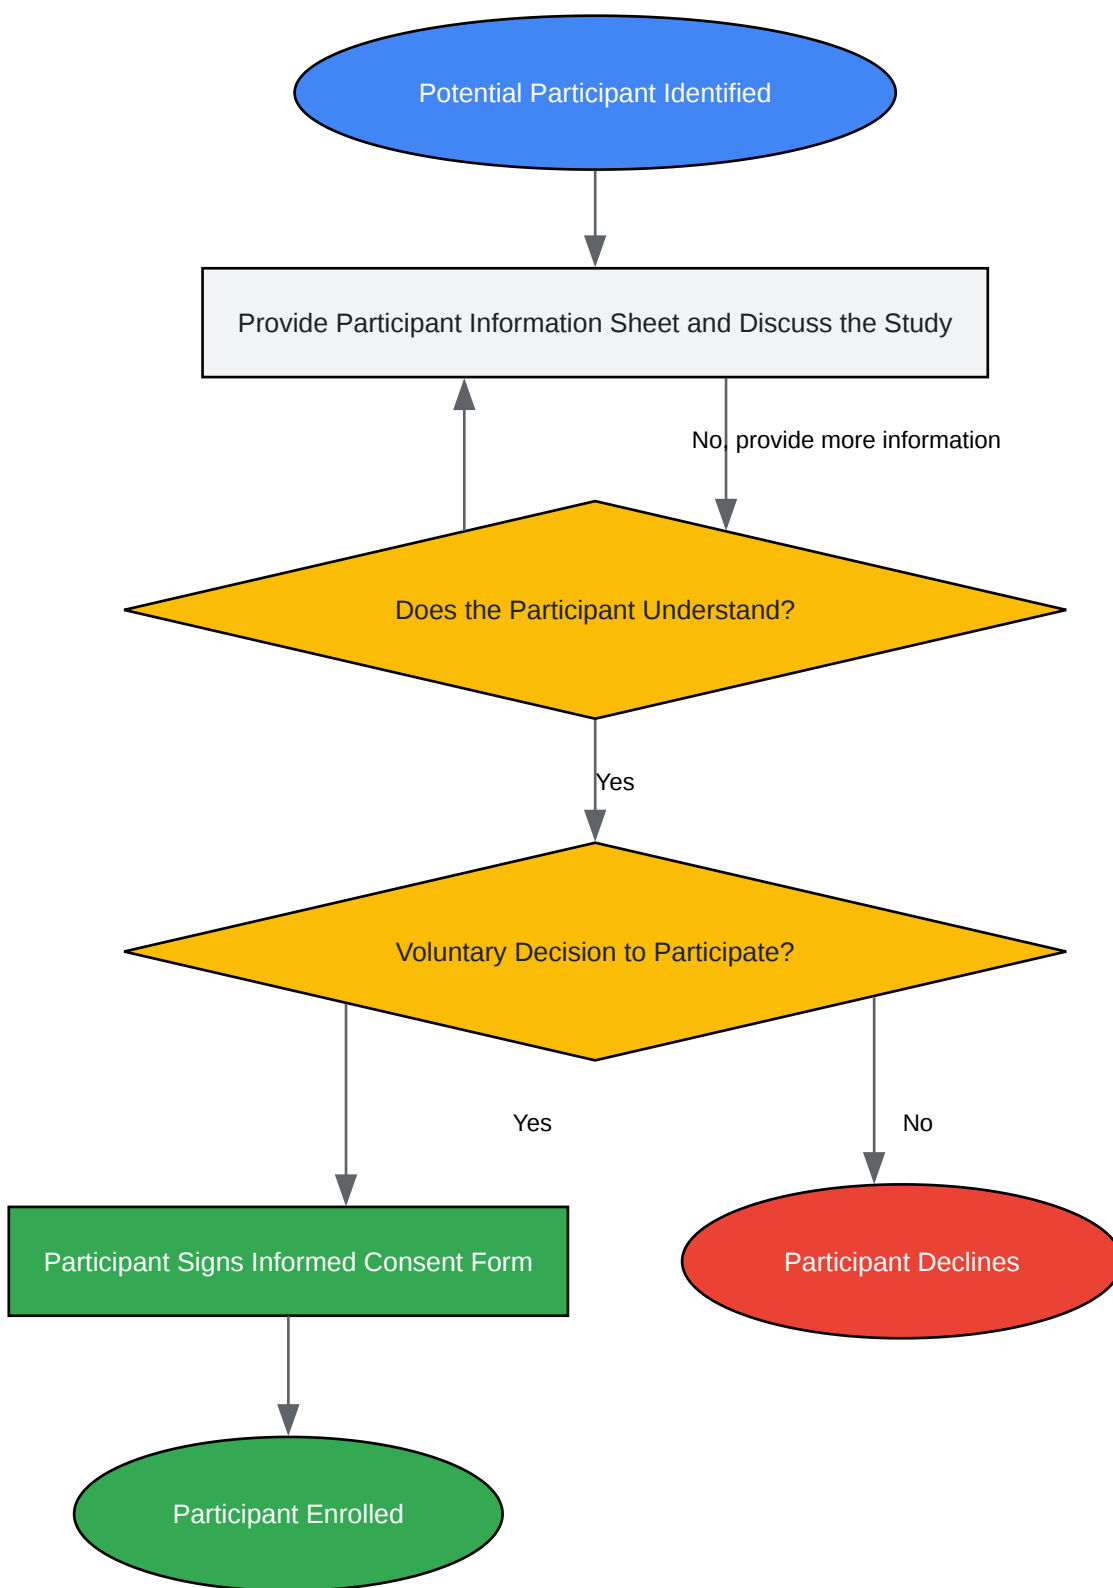 Potential Participant Identified
Provide Participant Information Sheet and Discuss the Study
No, provide more information
Does the Participant Understand?
Yes
Voluntary Decision to Participate?
Yes
No
Participant Signs Informed Consent Form
Participant Declines
Participant Enrolled